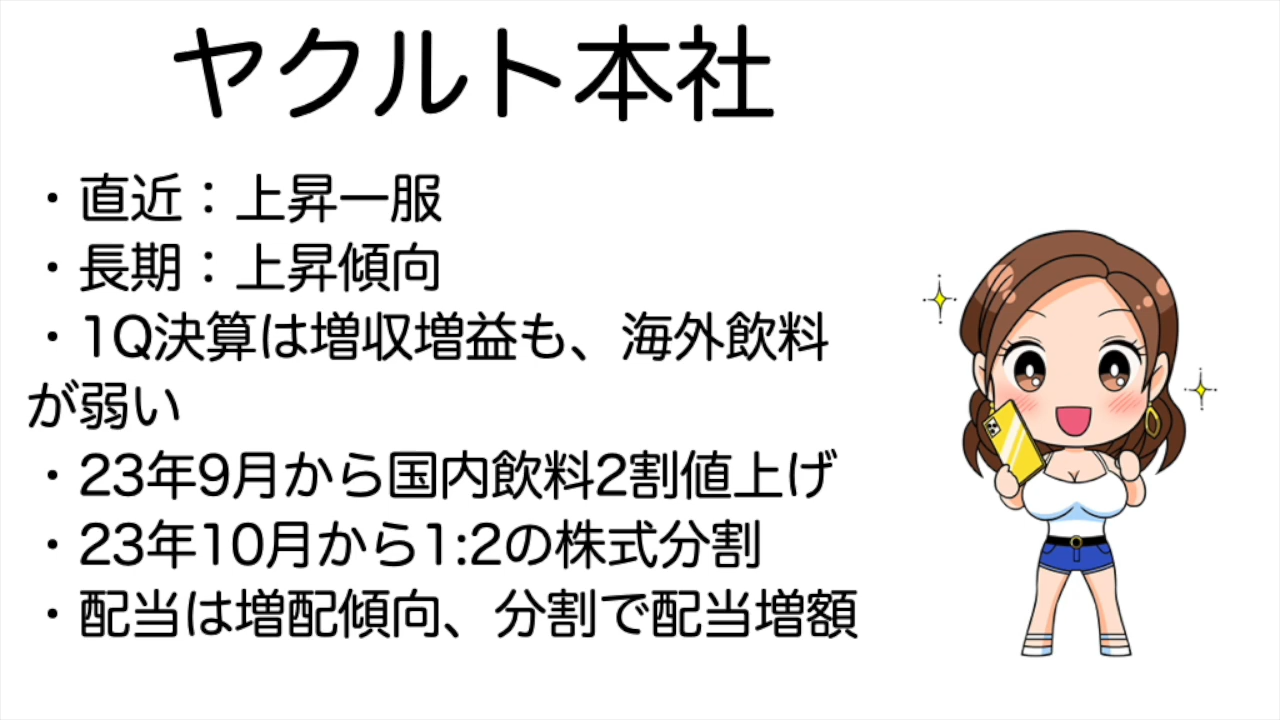 ヤクルト本社
・直近：上昇一服
・長期：上昇傾向
・1Q決算は増収増益も、海外飲料
が弱い
・23年9月から国内飲料2割値上げ
・23年10月から1:2の株式分割
・配当は増配傾向、分割で配当増額